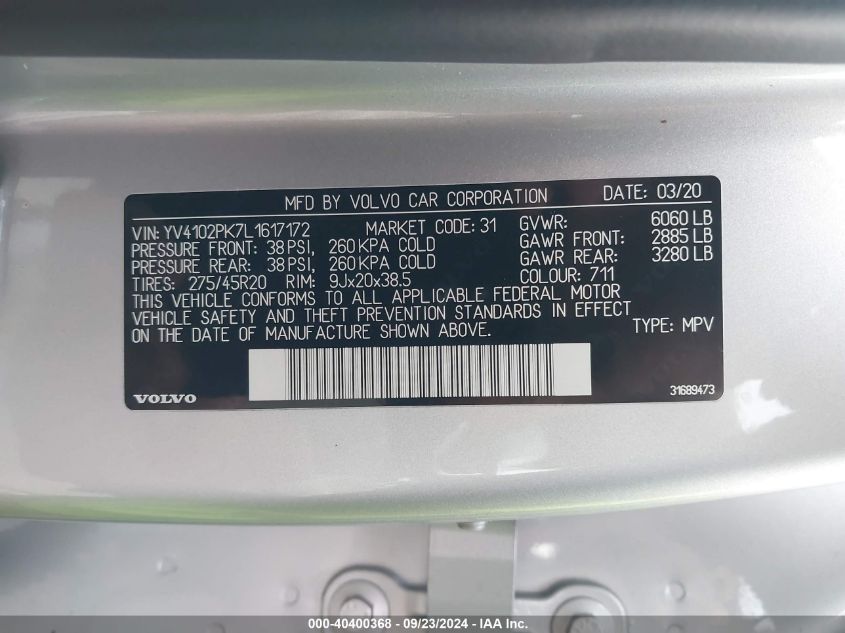 MFD BY VOLVO CAR CORPORATION DATE: 03/20
VIN: YV4102PK7L1617172 MARKET CODE: 31 GVWR: 6060 LB
PRESSURE FRONT: 38 PSI, 260 KPA COLD GAWR FRONT: 2885 LB
PRESSURE REAR: 38 PSI, 260 KPA COLD GAWR REAR: 3280 LB
TIRES: 275/45R20 RIM: 9Jx20x38.5 COLOUR: 711
THIS VEHICLE CONFORMS TO ALL APPLICABLE FEDERAL MOTOR
VEHICLE SAFETY AND THEFT PREVENTION STANDARDS IN EFFECT
ON THE DATE OF MANUFACTURE SHOWN ABOVE. TYPE: MPV
VOLVO 31689473
000-40400368 - 09/23/2024 - IAA Inc.